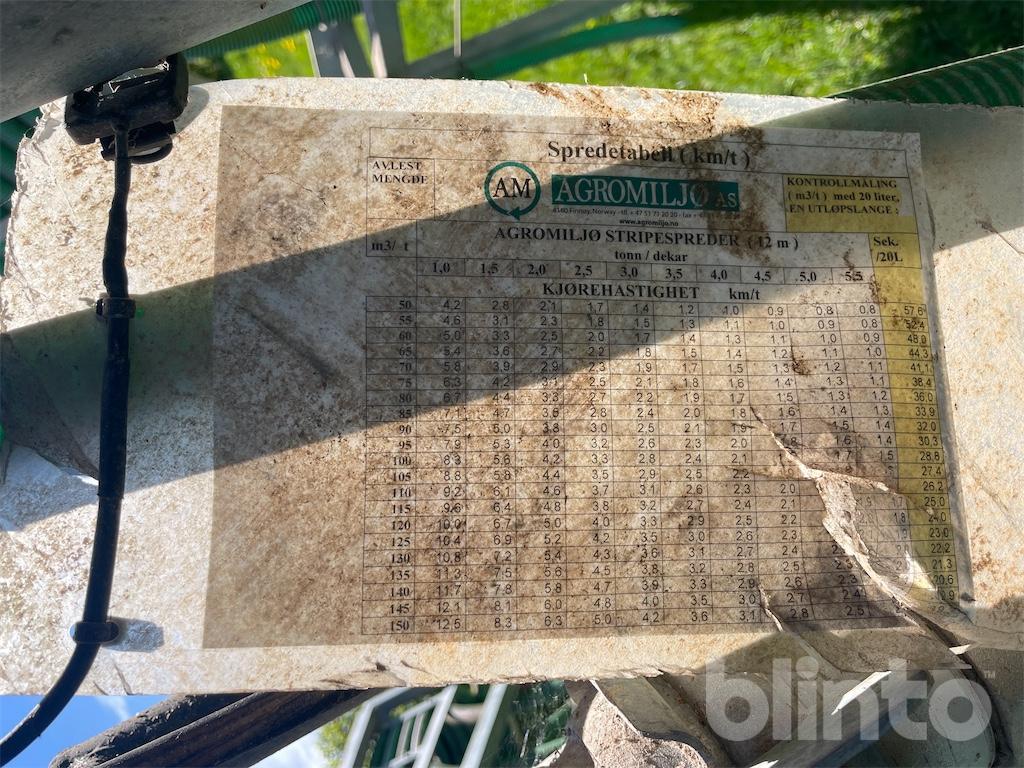 Spredetabell ( km/t )
AVLEST
MENGDE
AM
AGROMILJØ AS
4160 Finnøy, Norway - tlf. + 47 51 71 20 20 - fax + 47
www.agromiljo.no
KONTROLLMÅLING
( m3/t ) med 20 liter,
EN UTLØPSLANGE :
m3/ t
AGROMILJØ STRIPESPREDER ( 12 m )
Sek.
/20L
tonn / dekar
1,0 1,5 2,0 2,5 3,0 3,5 4,0 4,5 5,0 5,5
KJØREHASTIGHET km/t
50 4,2 2,8 2,1 1,7 1,4 1,2 1,0 0,9 0,8 0,8 57,6
55 4,6 3,1 2,3 1,8 1,5 1,3 1,1 1,0 0,9 0,8 52,4
60 5,0 3,3 2,5 2,0 1,7 1,4 1,3 1,1 1,0 0,9 48,0
65 5,4 3,6 2,7 2,2 1,8 1,5 1,4 1,2 1,1 1,0 44,3
70 5,8 3,9 2,9 2,3 1,9 1,7 1,5 1,3 1,2 1,1 41,1
75 6,3 4,2 3,1 2,5 2,1 1,8 1,6 1,4 1,3 1,1 38,4
80 6,7 4,4 3,3 2,7 2,2 1,9 1,7 1,5 1,3 1,2 36,0
85 7,1 4,7 3,5 2,8 2,4 2,0 1,8 1,6 1,4 1,3 33,9
90 7,5 5,0 3,8 3,0 2,5 2,1 1,9 1,7 1,5 1,4 32,0
95 7,9 5,3 4,0 3,2 2,6 2,3 2,0 1,8 1,6 1,4 30,3
100 8,3 5,6 4,2 3,3 2,8 2,4 2,1 1,7 1,5 28,8
105 8,8 5,8 4,4 3,5 2,9 2,5 2,2 27,4
110 9,2 6,1 4,6 3,7 3,1 2,6 2,3 2,0 26,2
115 9,6 6,4 4,8 3,8 3,2 2,7 2,4 2,1 25,0
120 10,0 6,7 5,0 4,0 3,3 2,9 2,5 2,2 1,8 24,0
125 10,4 6,9 5,2 4,2 3,5 3,0 2,6 2,3 23,0
130 10,8 7,2 5,4 4,3 3,6 3,1 2,7 2,4 22,2
135 11,3 7,5 5,6 4,5 3,8 3,2 2,8 2,5 21,3
140 11,7 7,8 5,8 4,7 3,9 3,3 2,9 2,6 2,3 20,6
145 12,1 8,1 6,0 4,8 4,0 3,5 3,0 2,7 2,4
150 12,5 8,3 6,3 5,0 4,2 3,6 3,1 2,8 2,5
blinto™